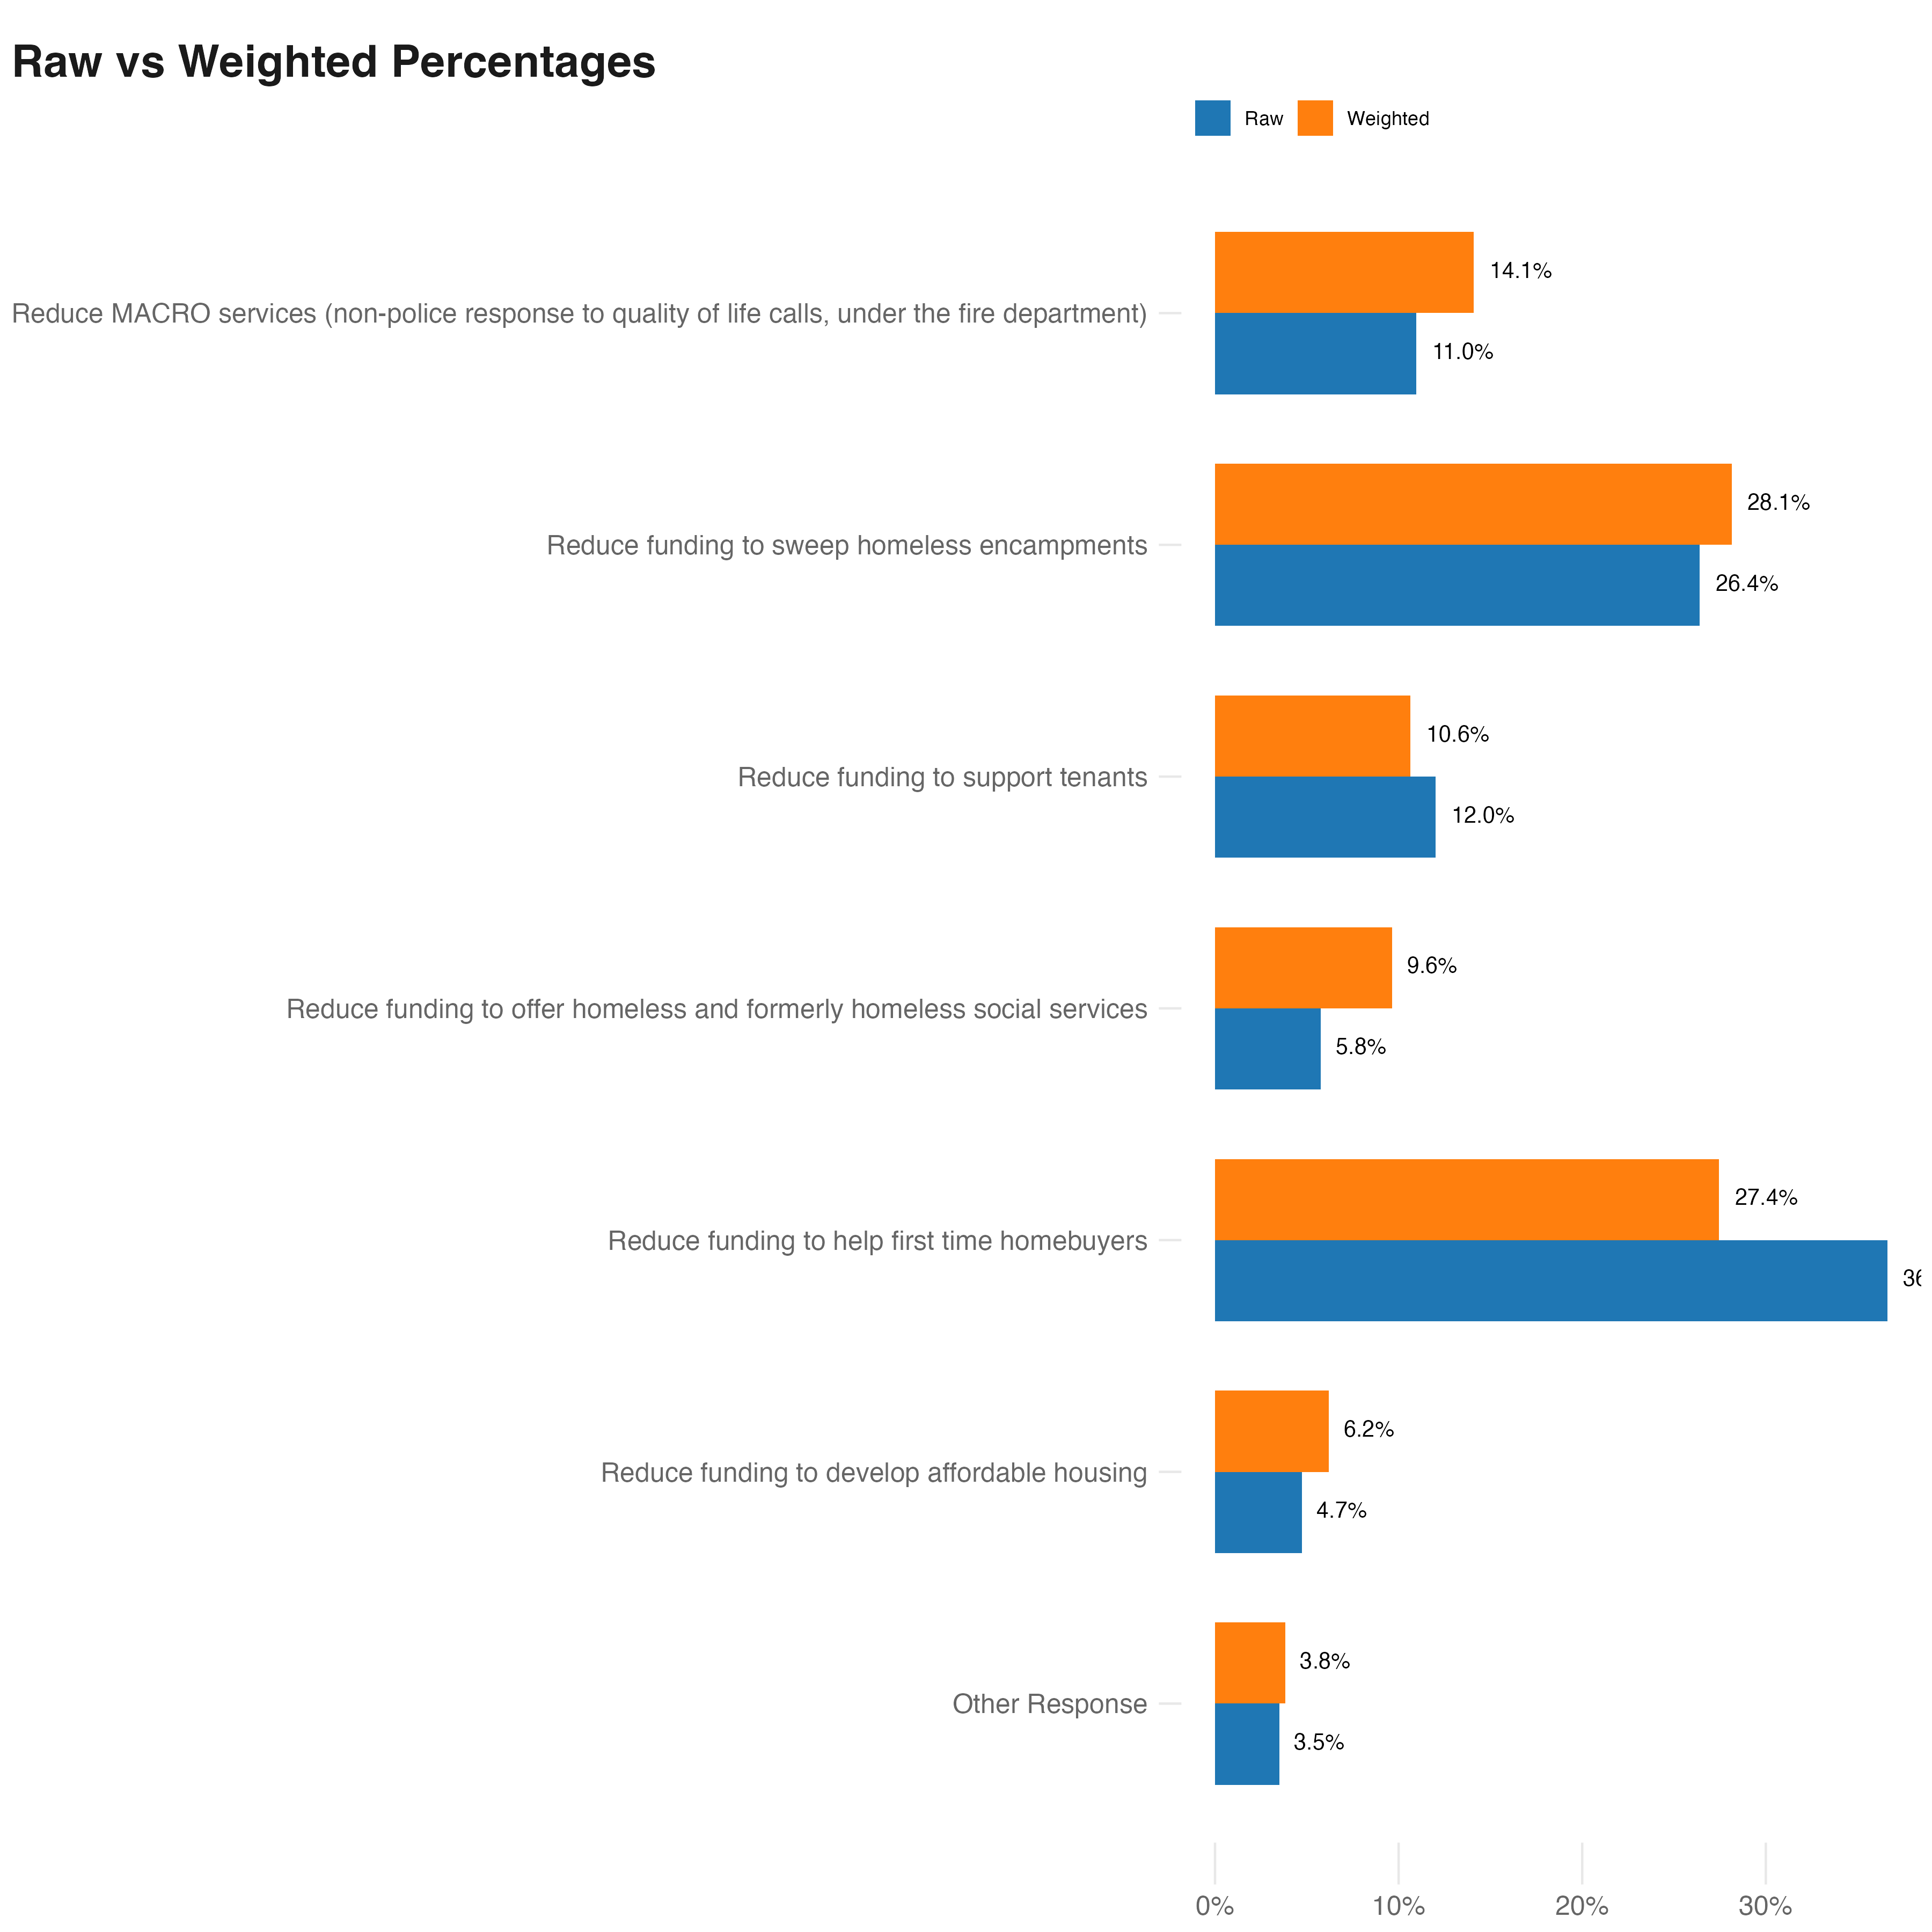 Raw vs Weighted Percentages
Raw Weighted
Reduce MACRO services (non-police response to quality of life calls, under the fire department)
14.1%
11.0%
Reduce funding to sweep homeless encampments
28.1%
26.4%
Reduce funding to support tenants
10.6%
12.0%
Reduce funding to offer homeless and formerly homeless social services
9.6%
5.8%
Reduce funding to help first time homebuyers
27.4%
Reduce funding to develop affordable housing
6.2%
4.7%
Other Response
3.8%
3.5%
0% 10% 20% 30%